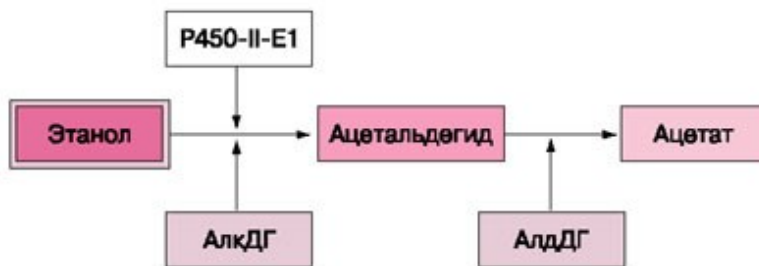 P450-II-E1
Этанол
Ацетальдегид
Ацетат
АлкДГ
АлдДГ